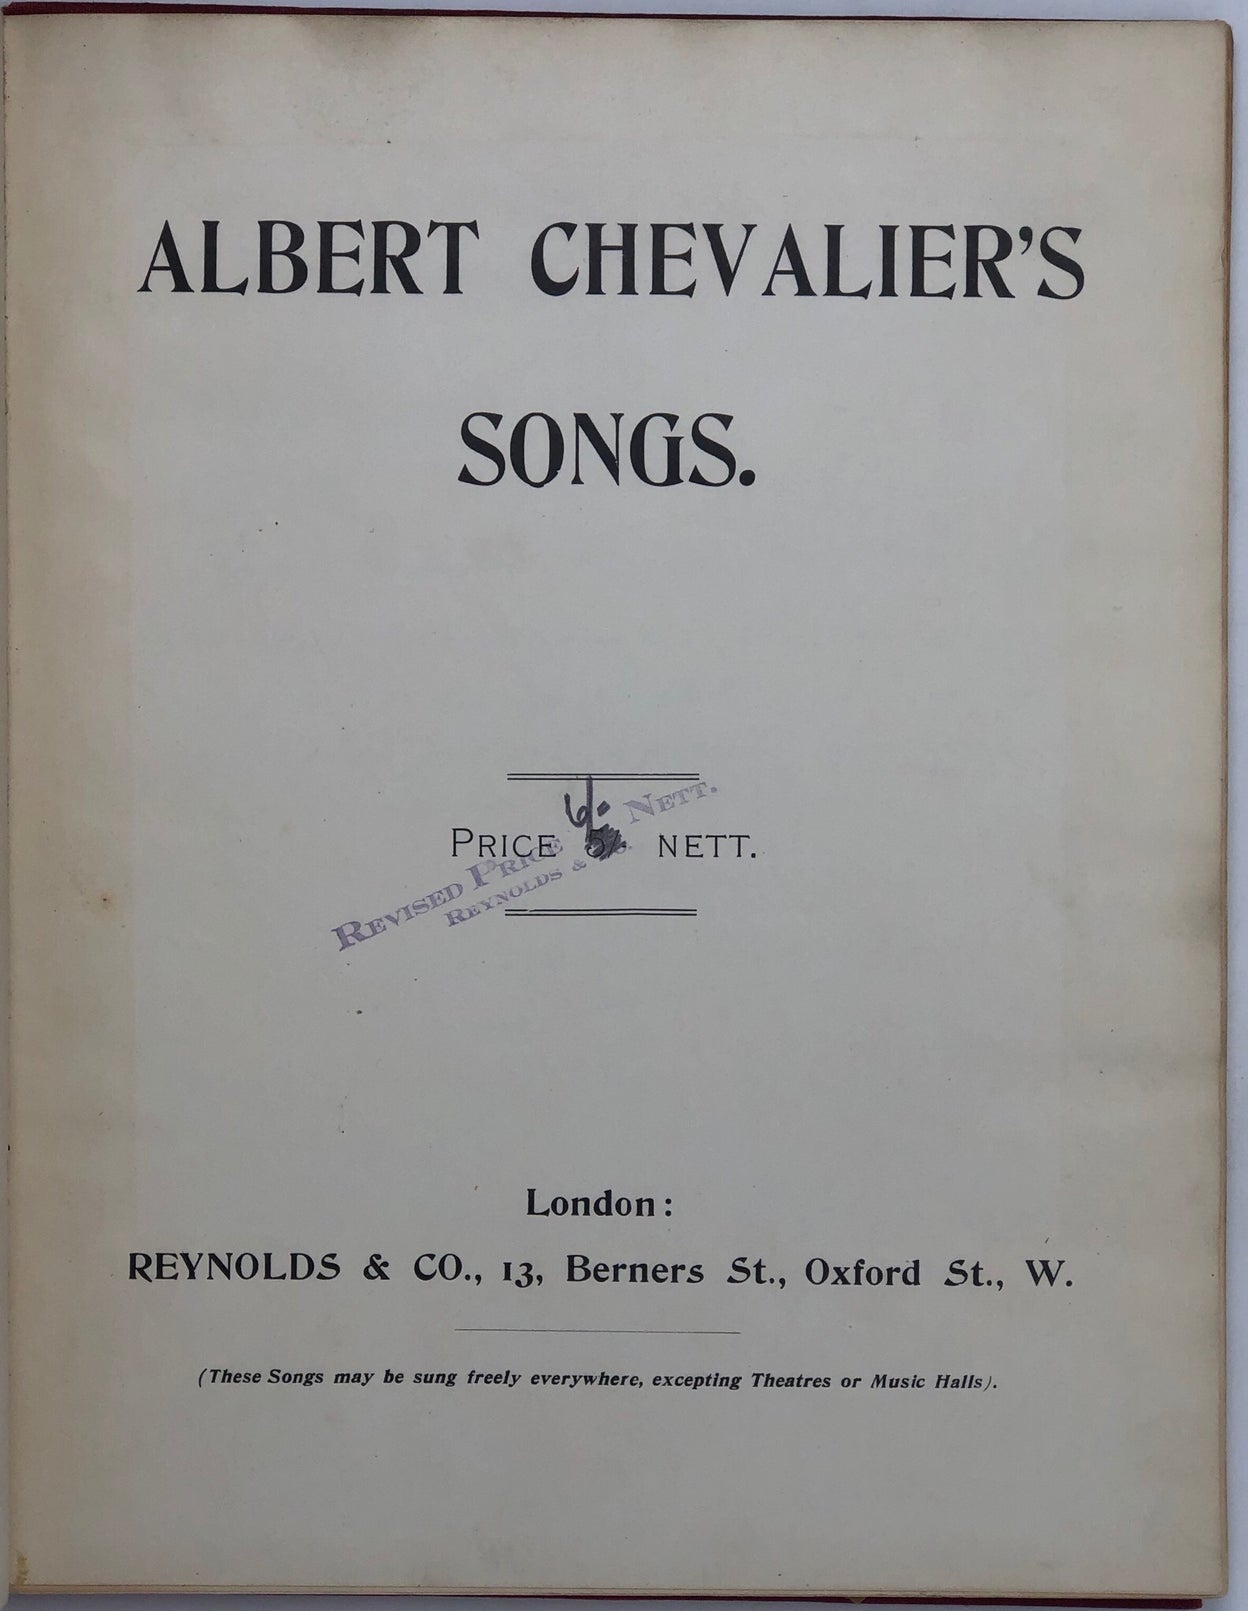 ALBERT CHEVALIER'S
SONGS.
6/-
PRICE 5/- NETT.
REVISED PRICE NETT.
REYNOLDS & CO.
London:
REYNOLDS & CO., 13, Berners St., Oxford St., W.
(These Songs may be sung freely everywhere, excepting Theatres or Music Halls).